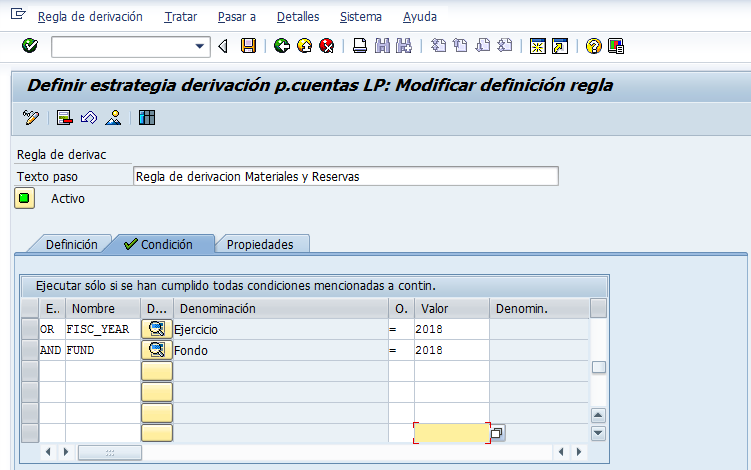 Regla de derivación Tratar Pasar a Detalles Sistema Ayuda
Definir estrategia derivación p.cuentas LP: Modificar definición regla
Regla de derivac
Texto paso Regla de derivacion Materiales y Reservas
Activo
Definición Condición Propiedades
Ejecutar sólo si se han cumplido todas condiciones mencionadas a contin.
E.. Nombre D... Denominación O. Valor Denomin.
OR FISC_YEAR Ejercicio = 2018
AND FUND Fondo = 2018